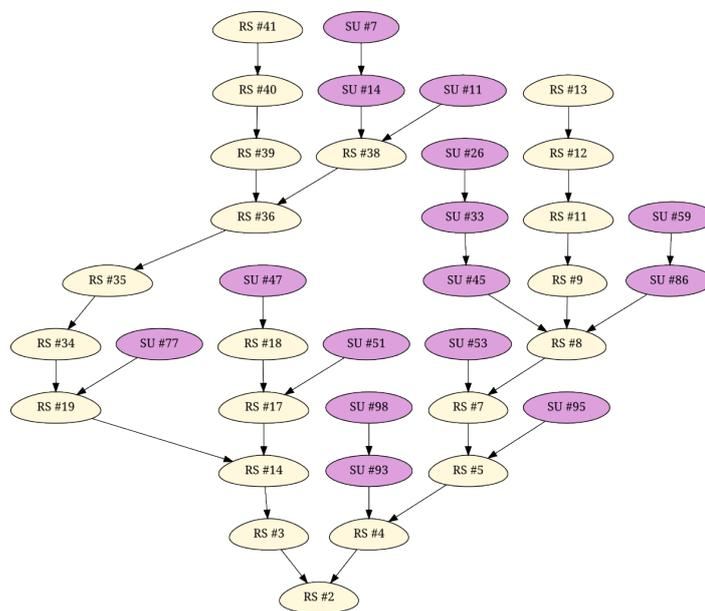 RS #41 SU #7
RS #40 SU #14 SU #11 RS #13
RS #39 RS #38 SU #26 RS #12
RS #36 SU #33 RS #11 SU #59
RS #35 SU #47 SU #45 RS #9 SU #86
RS #34 SU #77 RS #18 SU #51 SU #53 RS #8
RS #19 RS #17 SU #98 RS #7 SU #95
RS #14 SU #93 RS #5
RS #3 RS #4
RS #2